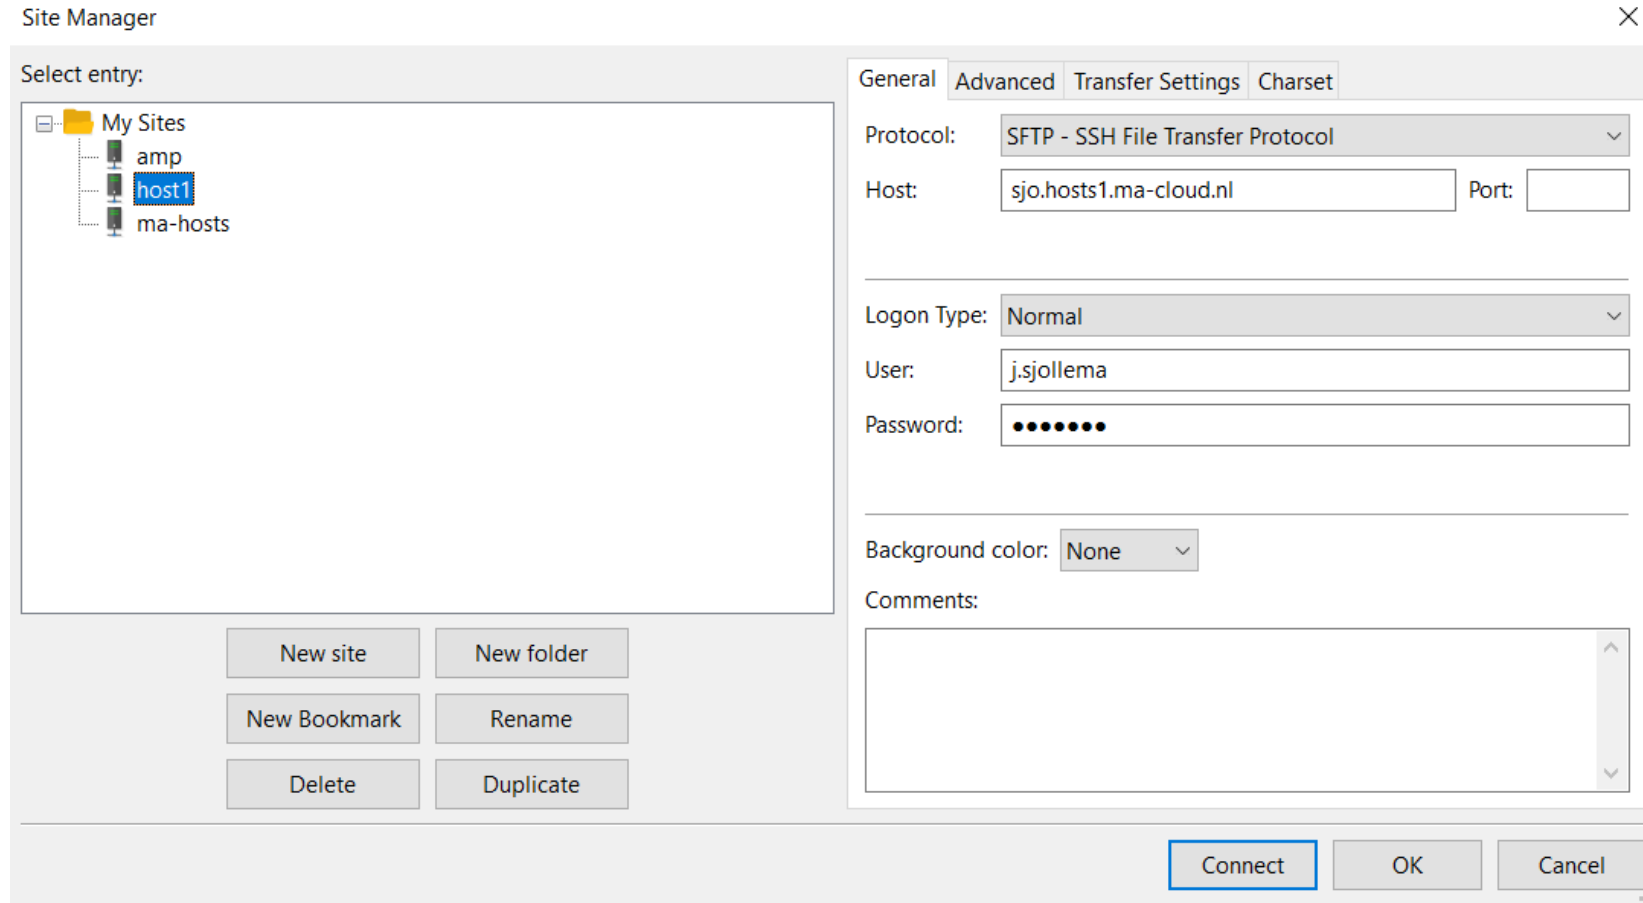 Site Manager
Select entry:
My Sites
amp
host1
ma-hosts
New site
New folder
New Bookmark
Rename
Delete
Duplicate
General
Advanced
Transfer Settings
Charset
Protocol:
SFTP - SSH File Transfer Protocol
Host:
sjo.hosts1.ma-cloud.nl
Port:
Logon Type:
Normal
User:
j.sjollema
Password:
●●●●●●●
Background color:
None
Comments:
Connect
OK
Cancel